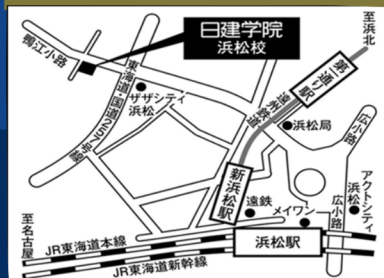 日建学院
浜松校
至浜北
鴨江小路
東海道・国道257号線
ザザシティ
浜松
遠州鉄道
第一通り駅
浜松局
広小路
新浜松駅
遠鉄
メイワン
アクトシティ
浜松
広小路
至名古屋
JR東海道本線
浜松駅
JR東海道新幹線